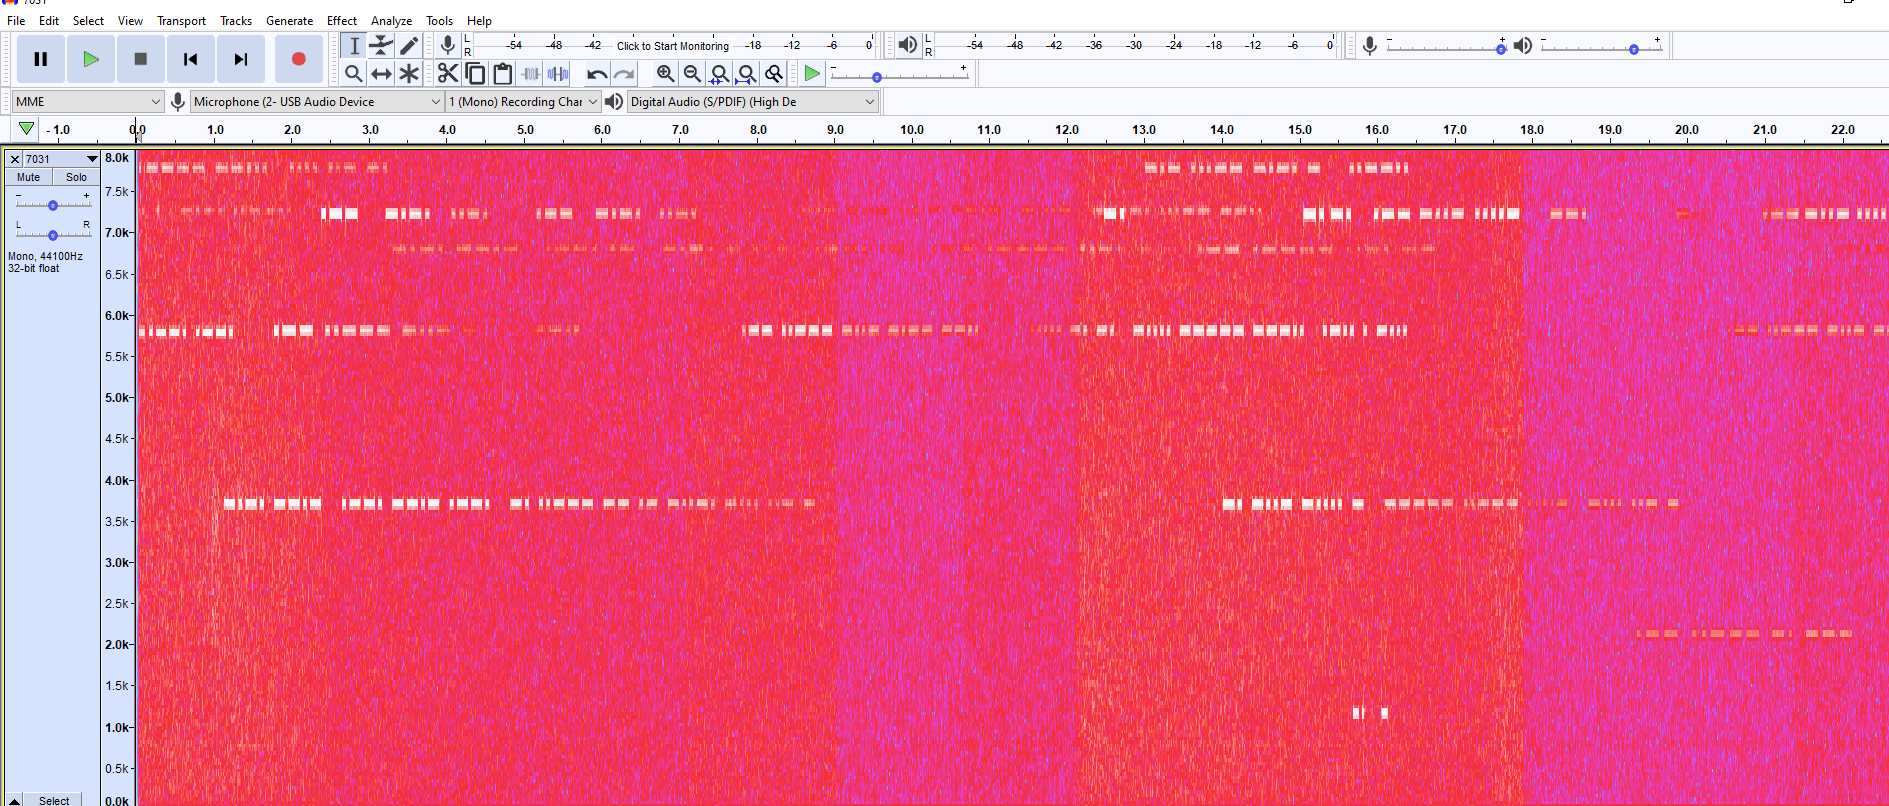 7031
File Edit Select View Transport Tracks Generate Effect Analyze Tools Help
L R -54 -48 -42 Click to Start Monitoring -18 -12 -6 0 L R -54 -48 -42 -36 -30 -24 -18 -12 -6 0 - + - +
- +
MME Microphone (2- USB Audio Device 1 (Mono) Recording Char Digital Audio (S/PDIF) (High De
- 1.0 0.0 1.0 2.0 3.0 4.0 5.0 6.0 7.0 8.0 9.0 10.0 11.0 12.0 13.0 14.0 15.0 16.0 17.0 18.0 19.0 20.0 21.0 22.0
7031 8.0k
Mute Solo
- + 7.5k
L R
7.0k
Mono, 44100Hz
32-bit float
6.5k
6.0k
5.5k
5.0k
4.5k
4.0k
3.5k
3.0k
2.5k
2.0k
1.5k
1.0k
0.5k
Select 0.0k